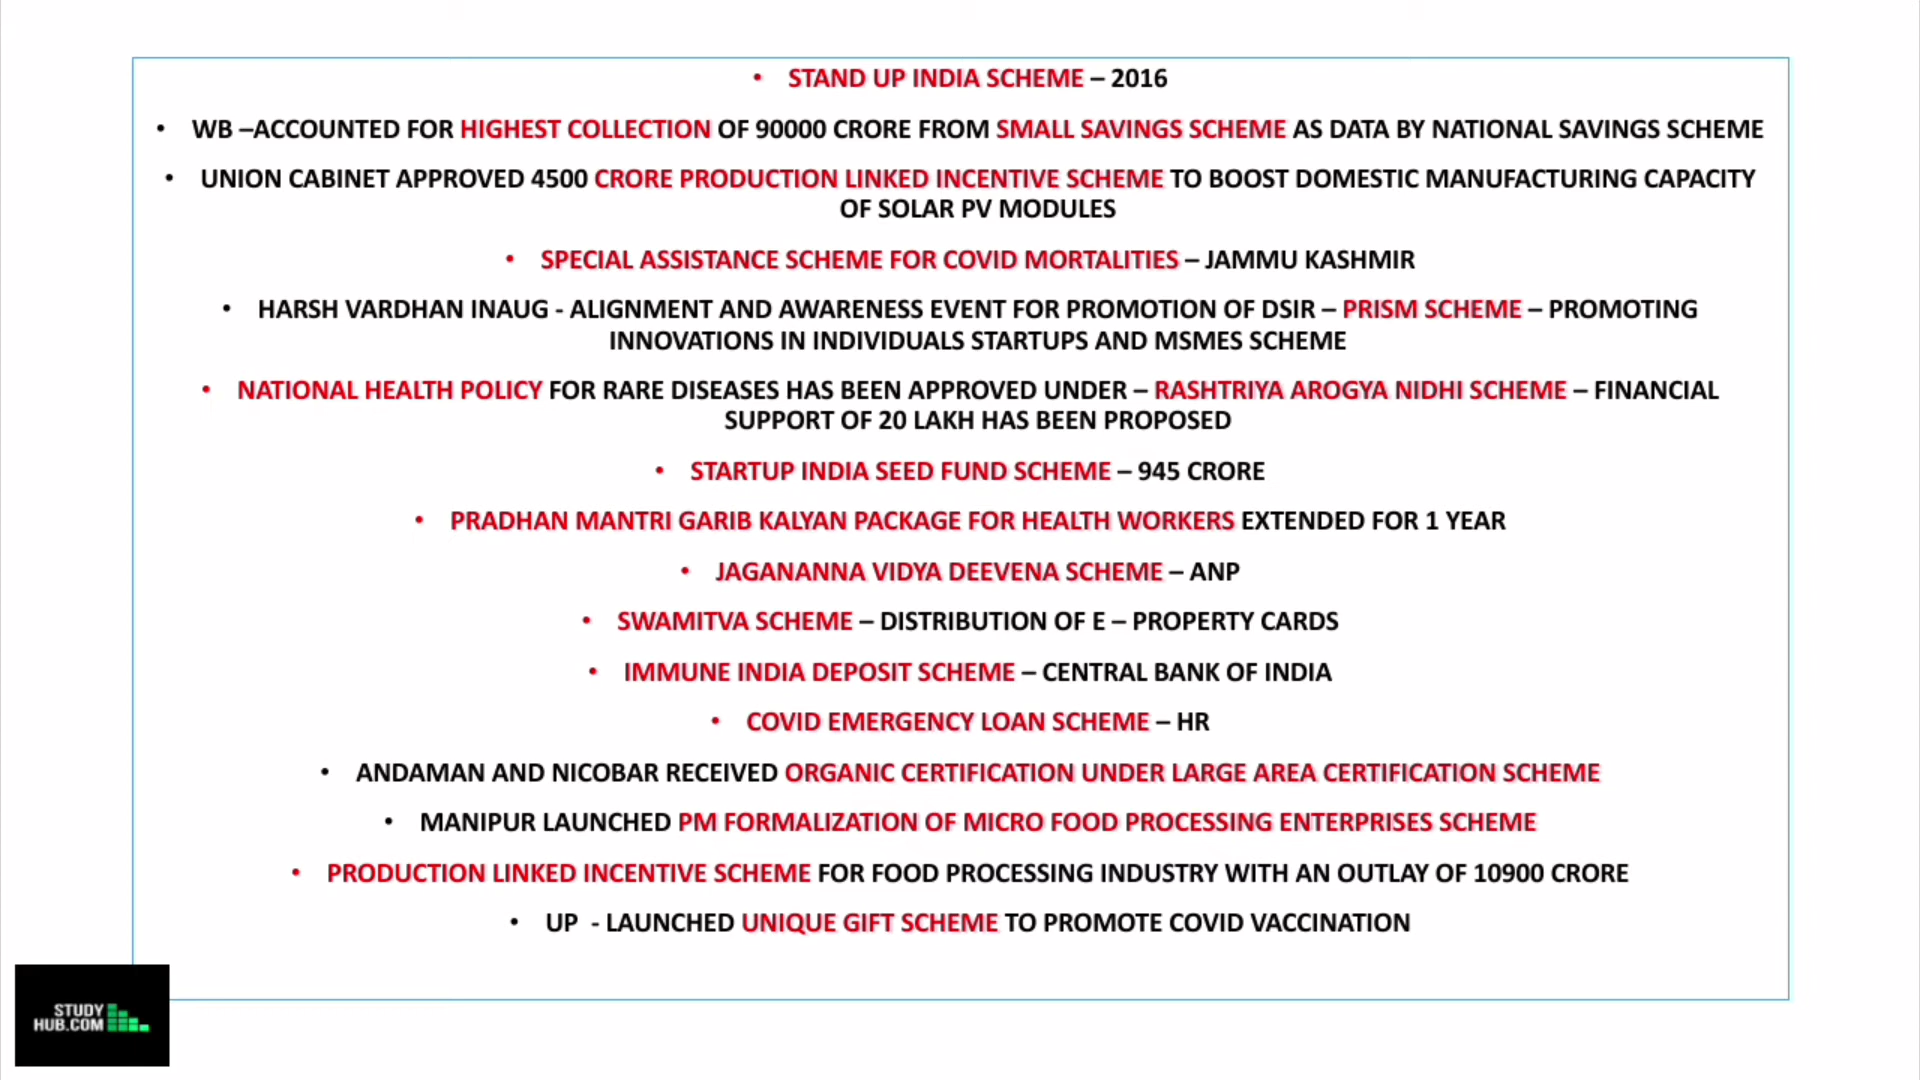 • STAND UP INDIA SCHEME – 2016
• WB –ACCOUNTED FOR HIGHEST COLLECTION OF 90000 CRORE FROM SMALL SAVINGS SCHEME AS DATA BY NATIONAL SAVINGS SCHEME
• UNION CABINET APPROVED 4500 CRORE PRODUCTION LINKED INCENTIVE SCHEME TO BOOST DOMESTIC MANUFACTURING CAPACITY
OF SOLAR PV MODULES
• SPECIAL ASSISTANCE SCHEME FOR COVID MORTALITIES – JAMMU KASHMIR
• HARSH VARDHAN INAUG - ALIGNMENT AND AWARENESS EVENT FOR PROMOTION OF DSIR – PRISM SCHEME – PROMOTING
INNOVATIONS IN INDIVIDUALS STARTUPS AND MSMES SCHEME
• NATIONAL HEALTH POLICY FOR RARE DISEASES HAS BEEN APPROVED UNDER – RASHTRIYA AROGYA NIDHI SCHEME – FINANCIAL
SUPPORT OF 20 LAKH HAS BEEN PROPOSED
• STARTUP INDIA SEED FUND SCHEME – 945 CRORE
• PRADHAN MANTRI GARIB KALYAN PACKAGE FOR HEALTH WORKERS EXTENDED FOR 1 YEAR
• JAGANANNA VIDYA DEEVENA SCHEME – ANP
• SWAMITVA SCHEME – DISTRIBUTION OF E – PROPERTY CARDS
• IMMUNE INDIA DEPOSIT SCHEME – CENTRAL BANK OF INDIA
• COVID EMERGENCY LOAN SCHEME – HR
• ANDAMAN AND NICOBAR RECEIVED ORGANIC CERTIFICATION UNDER LARGE AREA CERTIFICATION SCHEME
• MANIPUR LAUNCHED PM FORMALIZATION OF MICRO FOOD PROCESSING ENTERPRISES SCHEME
• PRODUCTION LINKED INCENTIVE SCHEME FOR FOOD PROCESSING INDUSTRY WITH AN OUTLAY OF 10900 CRORE
• UP - LAUNCHED UNIQUE GIFT SCHEME TO PROMOTE COVID VACCINATION
STUDY
HUB.COM